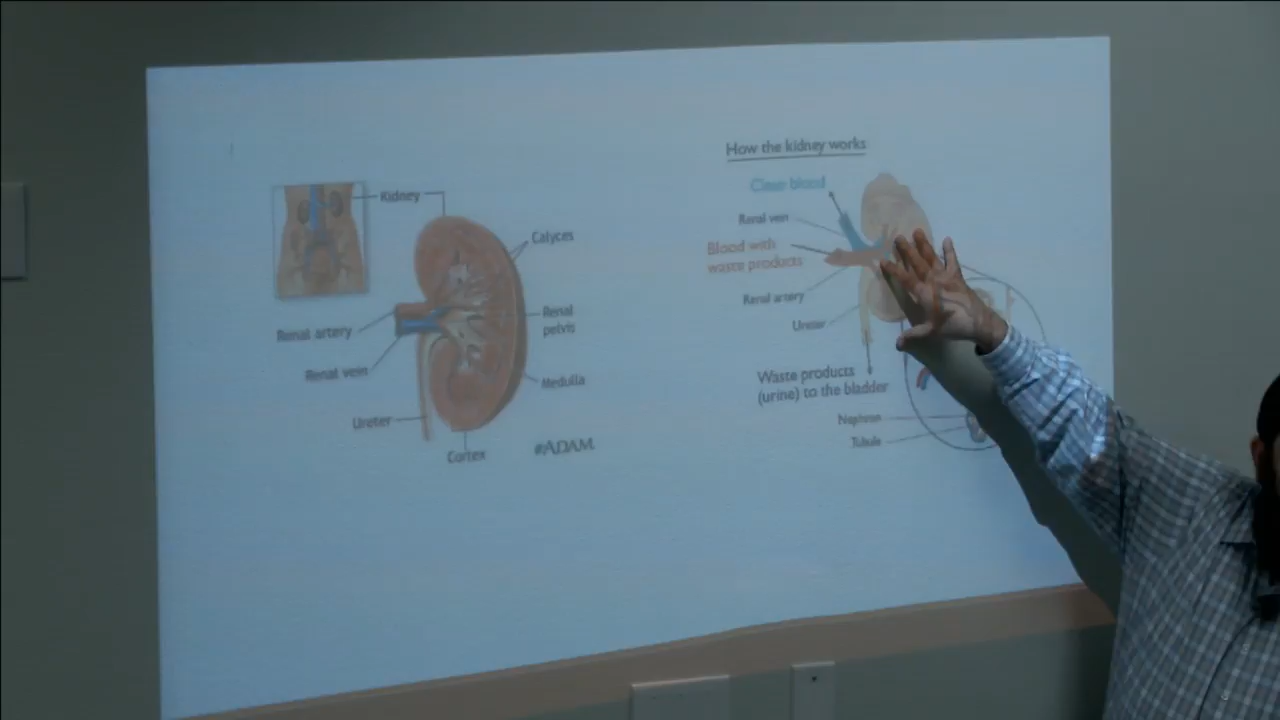 Kidney
Calyces
Renal artery
Renal
pelvis
Renal vein
Medulla
Ureter
Cortex
#ADAM.
How the kidney works
Clean blood
Renal vein
Blood with
waste products
Renal artery
Ureter
Waste products
(urine) to the bladder
Nephron
Tubule